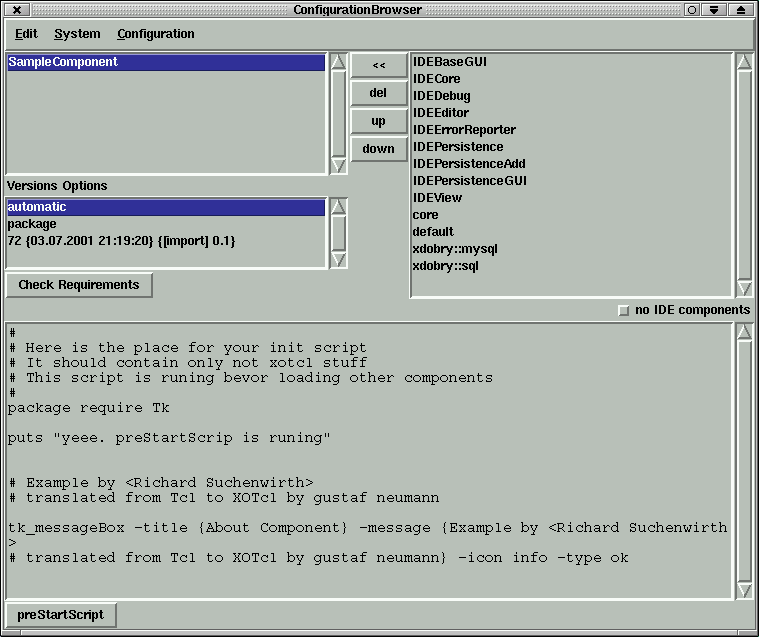 ConfigurationBrowser
Edit System Configuration
SampleComponent
<<
del
up
down
IDEBaseGUI
IDECore
IDEDebug
IDEEditor
IDEErrorReporter
IDEPersistence
IDEPersistenceAdd
IDEPersistenceGUI
IDEView
core
default
xdobry::mysql
xdobry::sql
Versions Options
automatic
package
72 {03.07.2001 21:19:20} {[import] 0.1}
Check Requirements
no IDE components
#
# Here is the place for your init script
# It should contain only not xotcl stuff
# This script is runing bevor loading other components
#
package require Tk
puts "yeee. preStartScrip is runing"
# Example by <Richard Suchenwirth>
# translated from Tcl to XOTcl by gustaf neumann
tk_messageBox -title {About Component} -message {Example by <Richard Suchenwirth
>
# translated from Tcl to XOTcl by gustaf neumann} -icon info -type ok
preStartScript